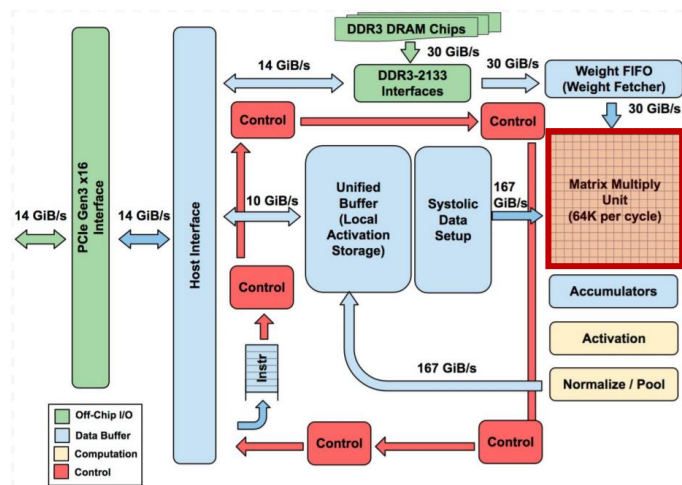 DDR3 DRAM Chips
30 GiB/s
14 GiB/s
DDR3-2133
Interfaces
30 GiB/s
Weight FIFO
(Weight Fetcher)
30 GiB/s
Control
Control
PCIe Gen3 x16
Interface
14 GiB/s
14 GiB/s
Host Interface
10 GiB/s
Unified
Buffer
(Local
Activation
Storage)
Systolic
Data
Setup
167
GiB/s
Matrix Multiply
Unit
(64K per cycle)
Control
Accumulators
Instr
Activation
167 GiB/s
Normalize / Pool
Off-Chip I/O
Data Buffer
Computation
Control
Control
Control